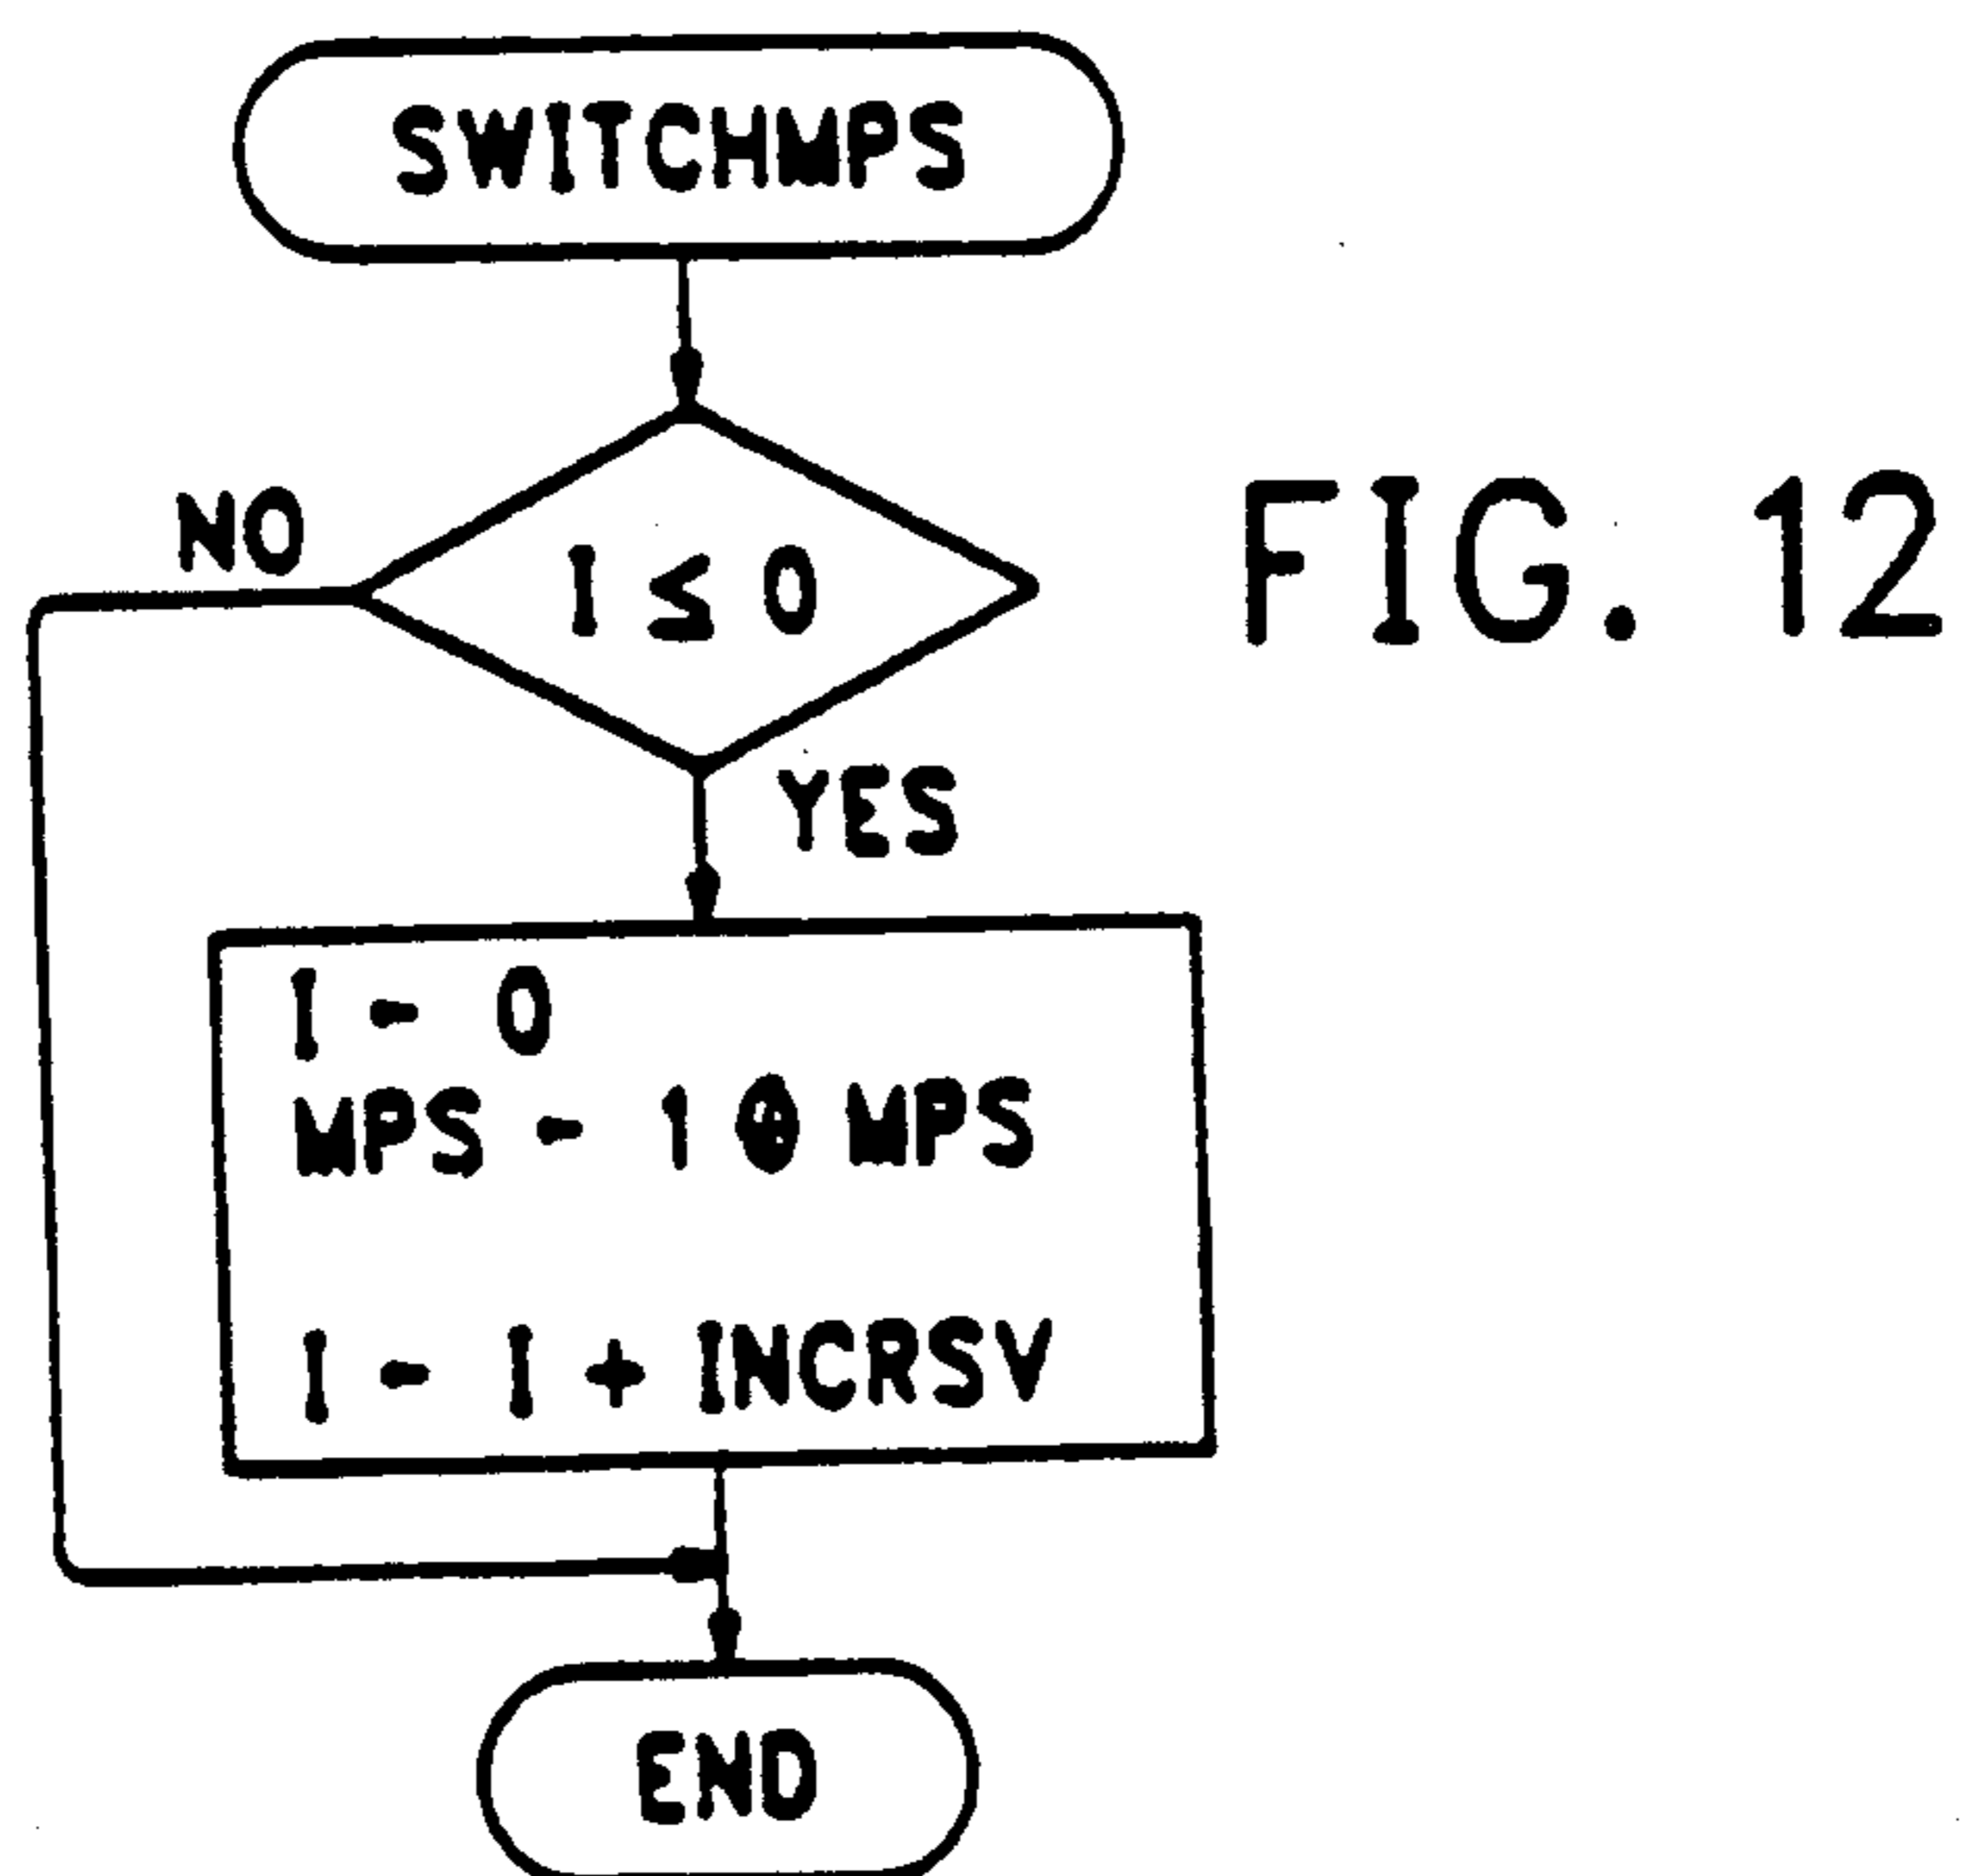 SWITCHMPS
NO
I ≤ 0
FIG. 12
YES
I - 0
MPS - 1 ⊕ MPS
I - I + INCRSV
END